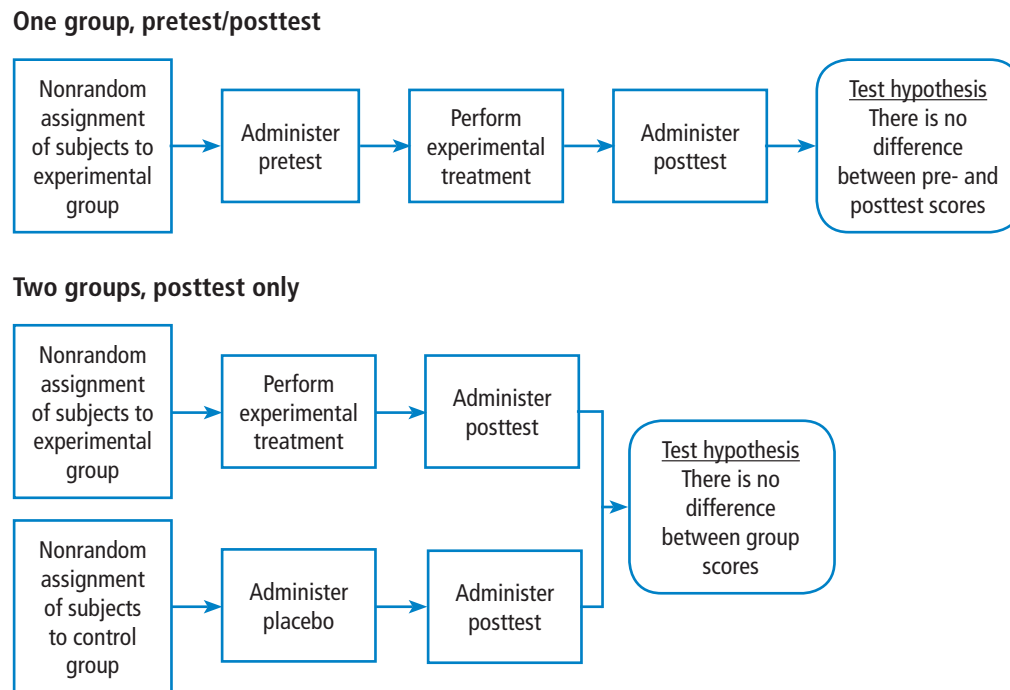 One group, pretest/posttest
Nonrandom
assignment
of subjects to
experimental
group
Administer
pretest
Perform
experimental
treatment
Administer
posttest
Test hypothesis
There is no
difference
between pre- and
posttest scores
Two groups, posttest only
Nonrandom
assignment
of subjects to
experimental
group
Perform
experimental
treatment
Administer
posttest
Nonrandom
assignment
of subjects
to control
group
Administer
placebo
Administer
posttest
Test hypothesis
There is no
difference
between group
scores